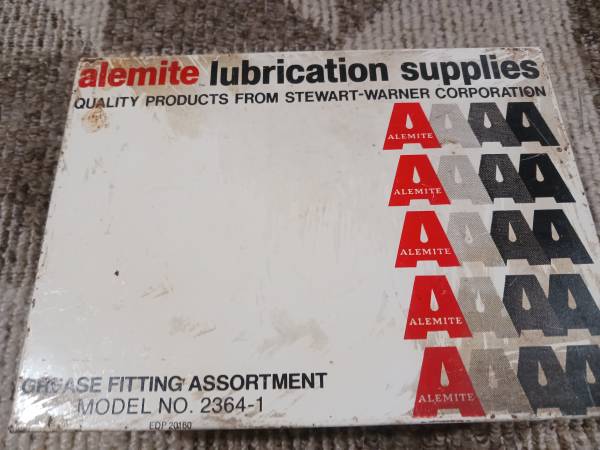 alemite lubrication supplies
QUALITY PRODUCTS FROM STEWART-WARNER CORPORATION
ALEMITE
ALEMITE
ALEMITE
ALEMITE
ALEMITE
GREASE FITTING ASSORTMENT
MODEL NO. 2364-1
EDP 20160